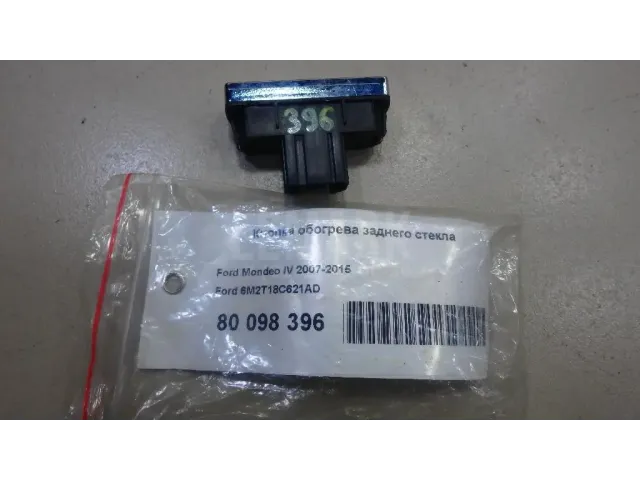 396
Кнопка обогрева заднего стекла
Ford Mondeo IV 2007-2015
Ford 6M2T18C621AD
80 098 396